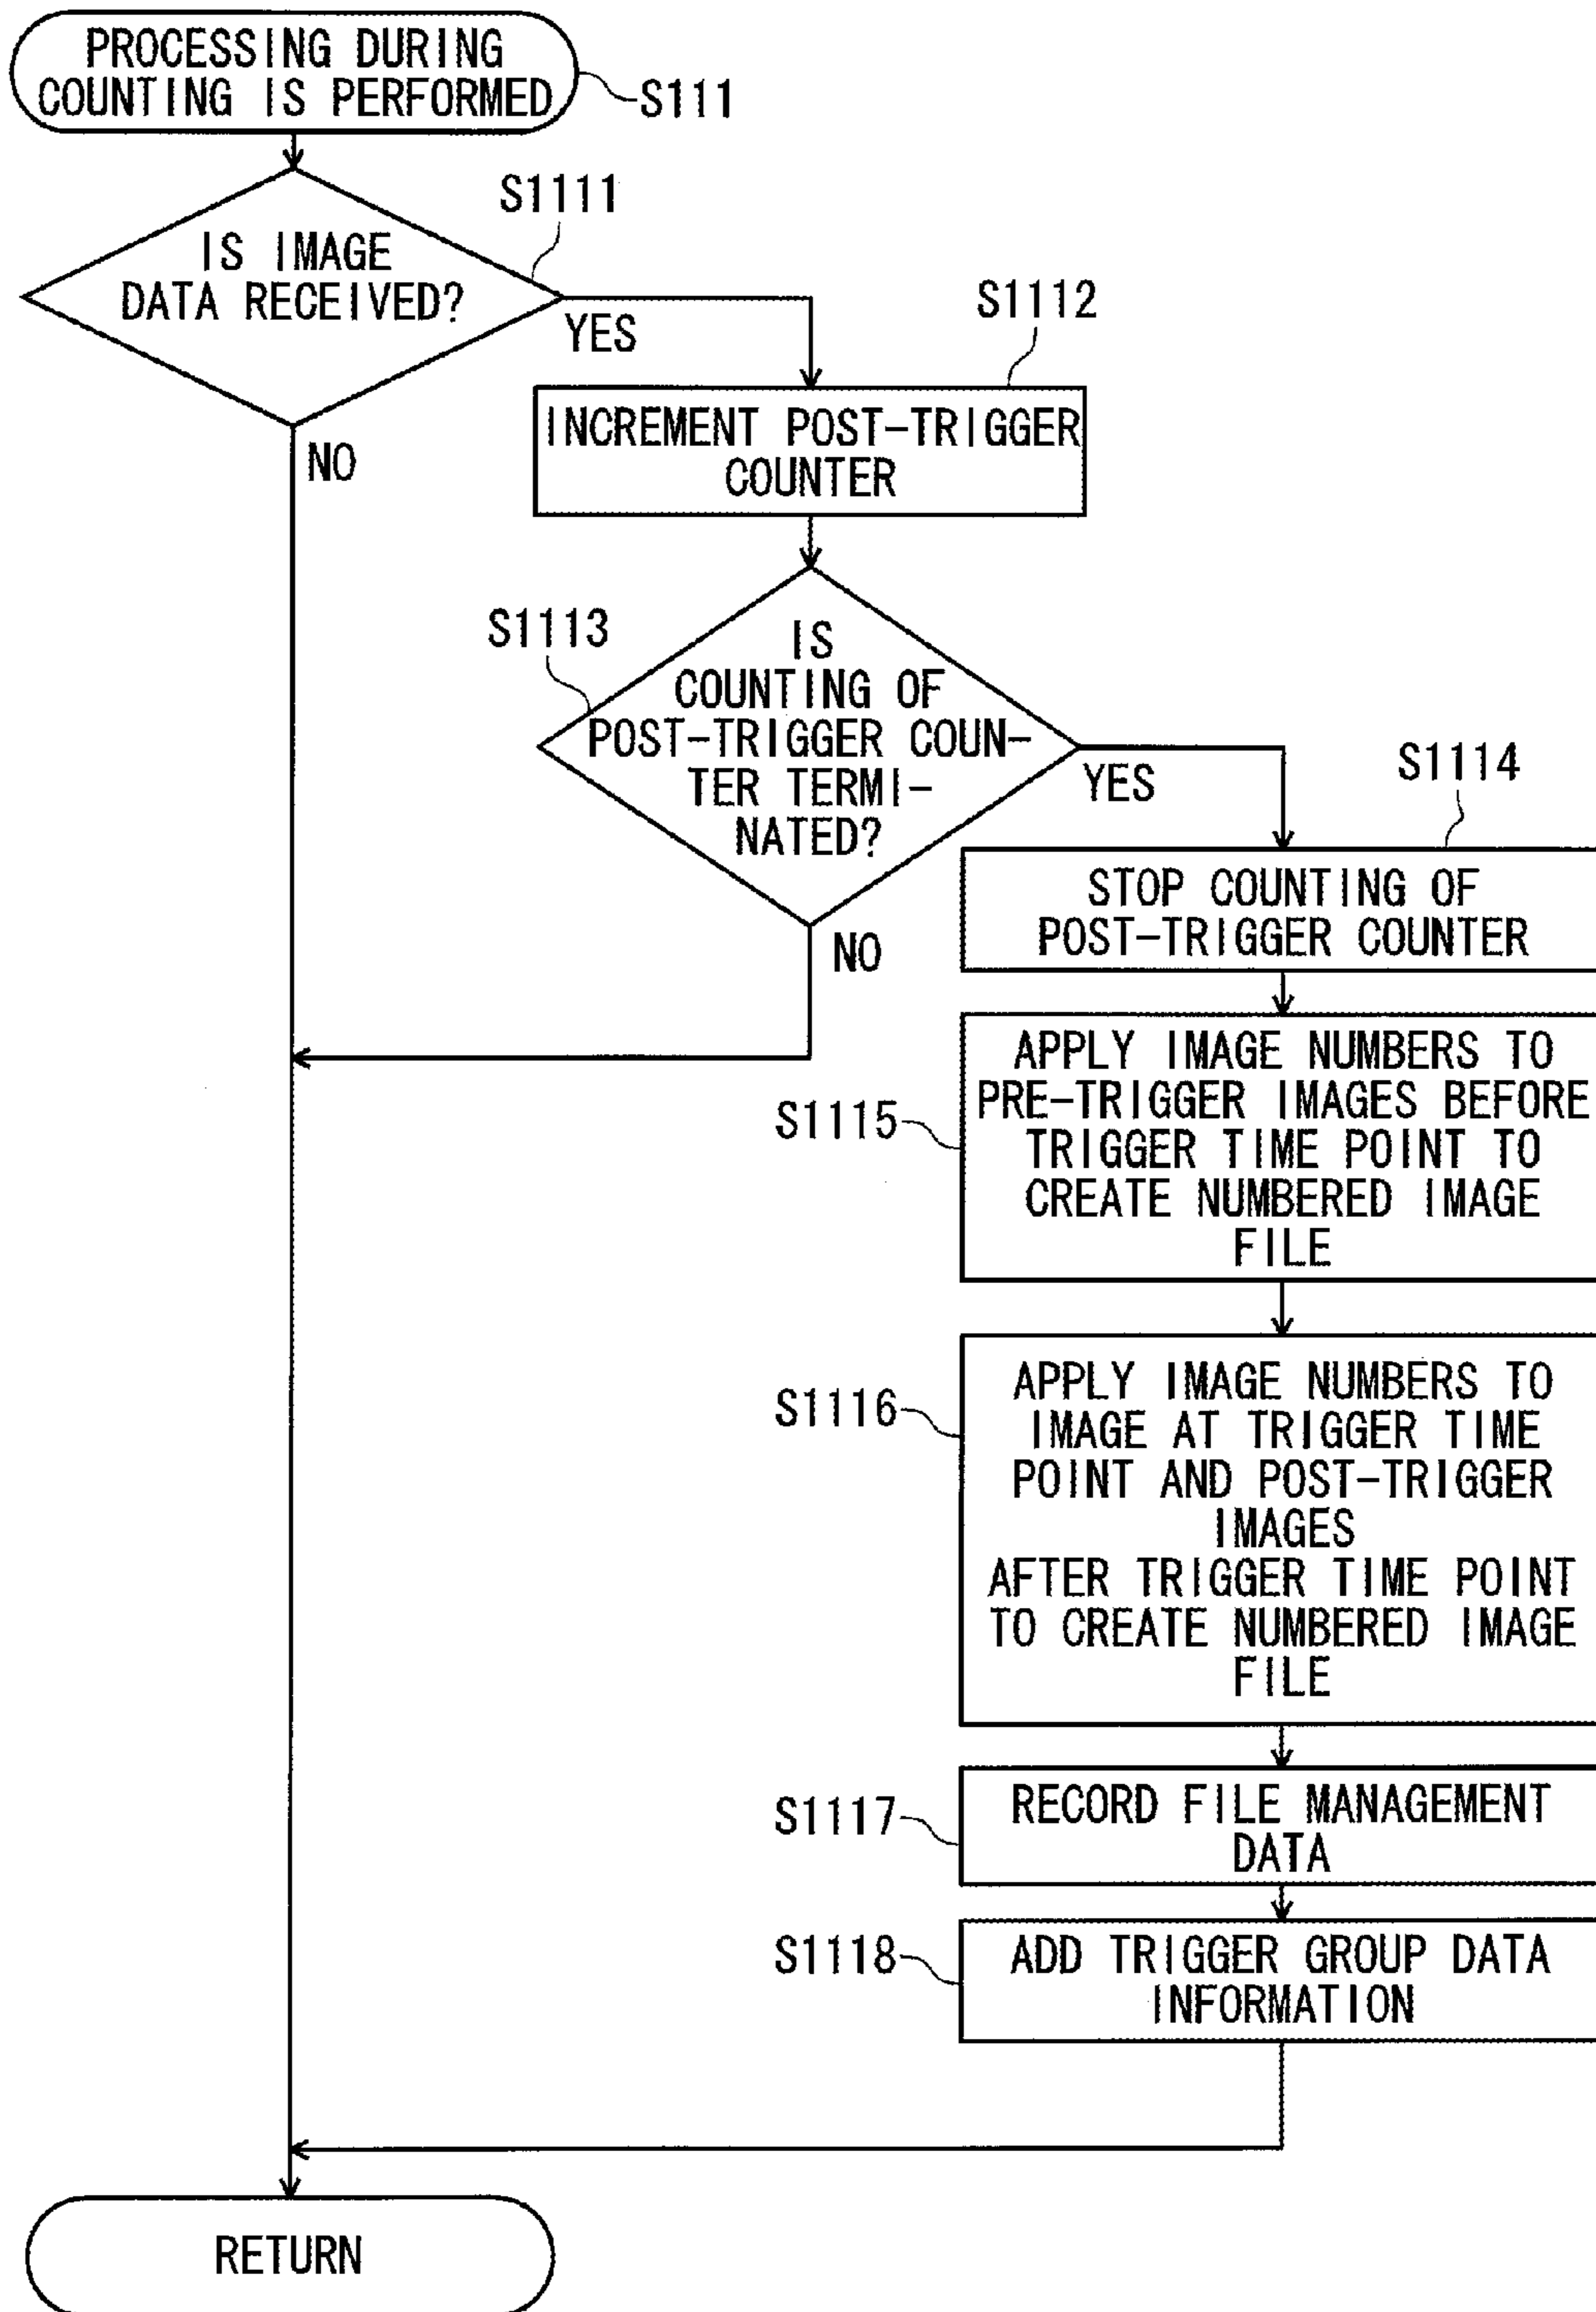 PROCESSING DURING
COUNTING IS PERFORMED
S111
S1111
IS IMAGE
DATA RECEIVED?
YES
NO
S1112
INCREMENT POST-TRIGGER
COUNTER
S1113
IS
COUNTING OF
POST-TRIGGER COUN-
TER TERMI-
NATED?
YES
NO
S1114
STOP COUNTING OF
POST-TRIGGER COUNTER
S1115
APPLY IMAGE NUMBERS TO
PRE-TRIGGER IMAGES BEFORE
TRIGGER TIME POINT TO
CREATE NUMBERED IMAGE
FILE
S1116
APPLY IMAGE NUMBERS TO
IMAGE AT TRIGGER TIME
POINT AND POST-TRIGGER
IMAGES
AFTER TRIGGER TIME POINT
TO CREATE NUMBERED IMAGE
FILE
S1117
RECORD FILE MANAGEMENT
DATA
S1118
ADD TRIGGER GROUP DATA
INFORMATION
RETURN